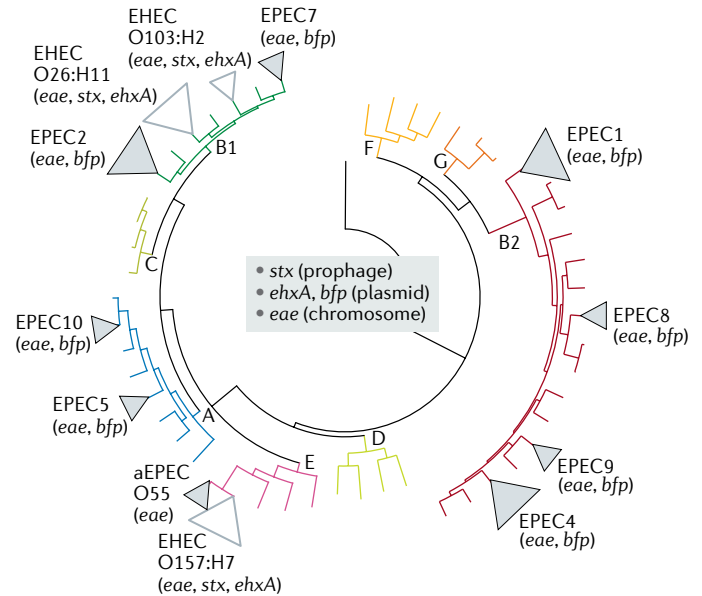 EHEC
O103:H2
(eae, stx, ehxA)
EPEC7
(eae, bfp)
EHEC
O26:H11
(eae, stx, ehxA)
EPEC2
(eae, bfp)
B1
F
G
EPEC1
(eae, bfp)
B2
C
• stx (prophage)
• ehxA, bfp (plasmid)
• eae (chromosome)
EPEC10
(eae, bfp)
EPEC8
(eae, bfp)
EPEC5
(eae, bfp)
A
D
E
EPEC9
(eae, bfp)
aEPEC
O55
(eae)
EPEC4
(eae, bfp)
EHEC
O157:H7
(eae, stx, ehxA)